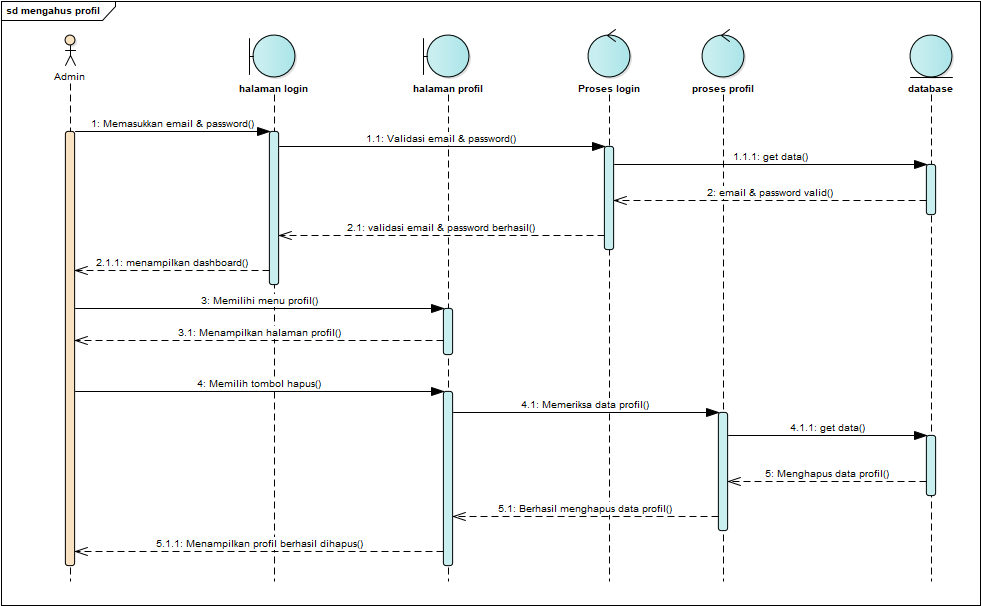 sd mengahus profil
Admin
halaman login
halaman profil
Proses login
proses profil
database
1: Memasukkan email & password()
1.1: Validasi email & password()
1.1.1: get data()
2: email & password valid()
2.1: validasi email & password berhasil()
2.1.1: menampilkan dashboard()
3: Memilihi menu profil()
3.1: Menampilkan halaman profil()
4: Memilih tombol hapus()
4.1: Memeriksa data profil()
4.1.1: get data()
5: Menghapus data profil()
5.1: Berhasil menghapus data profil()
5.1.1: Menampilkan profil berhasil dihapus()